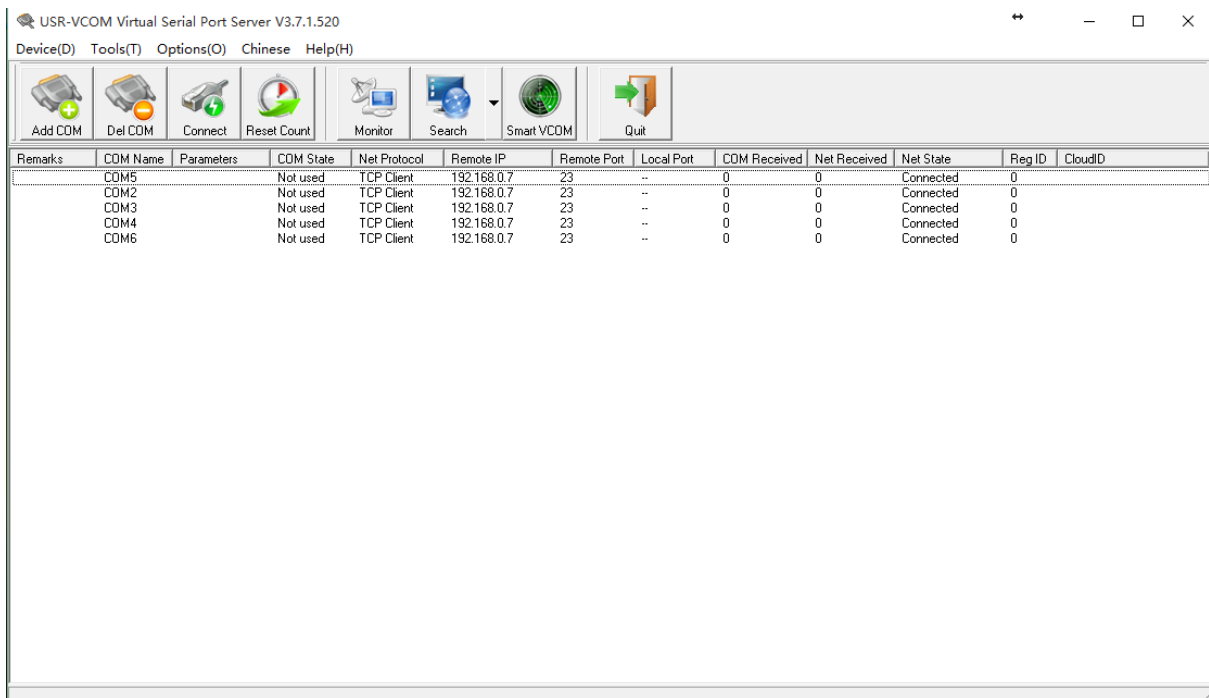 USR-VCOM Virtual Serial Port Server V3.7.1.520
Device(D) Tools(T) Options(O) Chinese Help(H)
Add COM Del COM Connect Reset Count Monitor Search Smart VCOM Quit
Remarks COM Name Parameters COM State Net Protocol Remote IP Remote Port Local Port COM Received Net Received Net State Reg ID CloudID
COM5 Not used TCP Client 192.168.0.7 23 -- 0 0 Connected 0
COM2 Not used TCP Client 192.168.0.7 23 -- 0 0 Connected 0
COM3 Not used TCP Client 192.168.0.7 23 -- 0 0 Connected 0
COM4 Not used TCP Client 192.168.0.7 23 -- 0 0 Connected 0
COM6 Not used TCP Client 192.168.0.7 23 -- 0 0 Connected 0